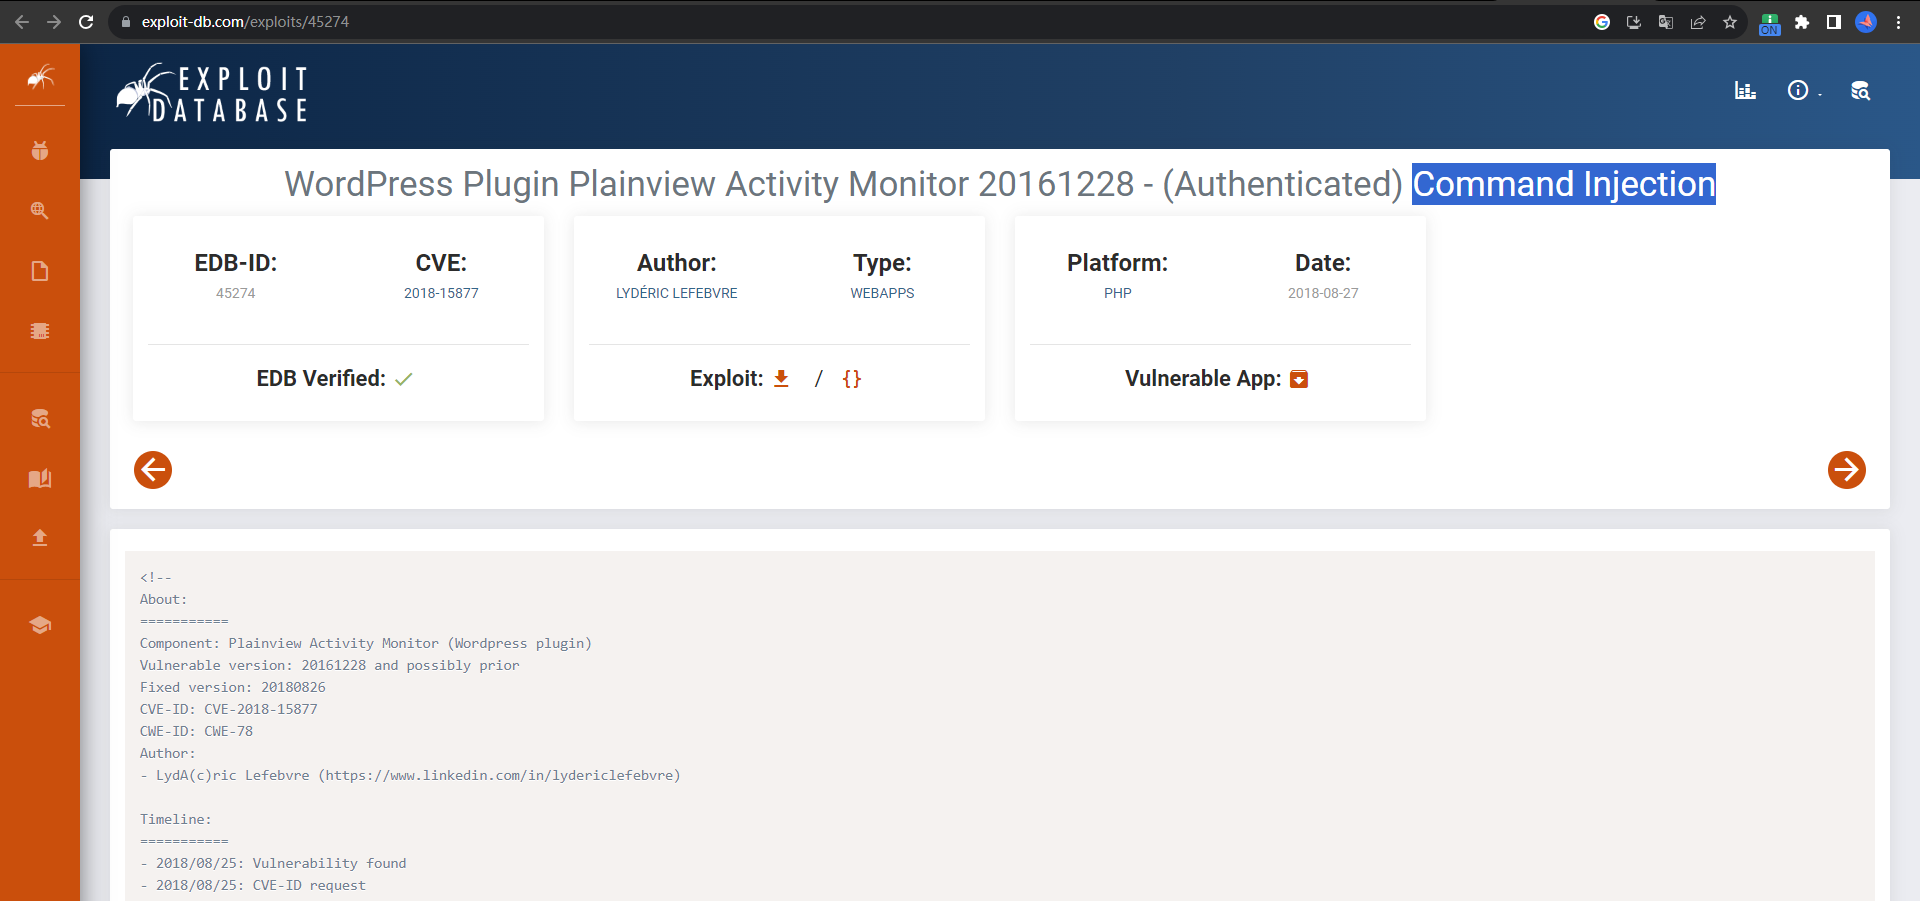 exploit-db.com/exploits/45274
ON
EXPLOIT
DATABASE
WordPress Plugin Plainview Activity Monitor 20161228 - (Authenticated) Command Injection
EDB-ID:
45274
CVE:
2018-15877
Author:
LYDÉRIC LEFEBVRE
Type:
WEBAPPS
Platform:
PHP
Date:
2018-08-27
EDB Verified:
Exploit: / {}
Vulnerable App:
<!--
About:
===========
Component: Plainview Activity Monitor (Wordpress plugin)
Vulnerable version: 20161228 and possibly prior
Fixed version: 20180826
CVE-ID: CVE-2018-15877
CWE-ID: CWE-78
Author:
- LydA(c)ric Lefebvre (https://www.linkedin.com/in/lydericlefebvre)
Timeline:
===========
- 2018/08/25: Vulnerability found
- 2018/08/25: CVE-ID request